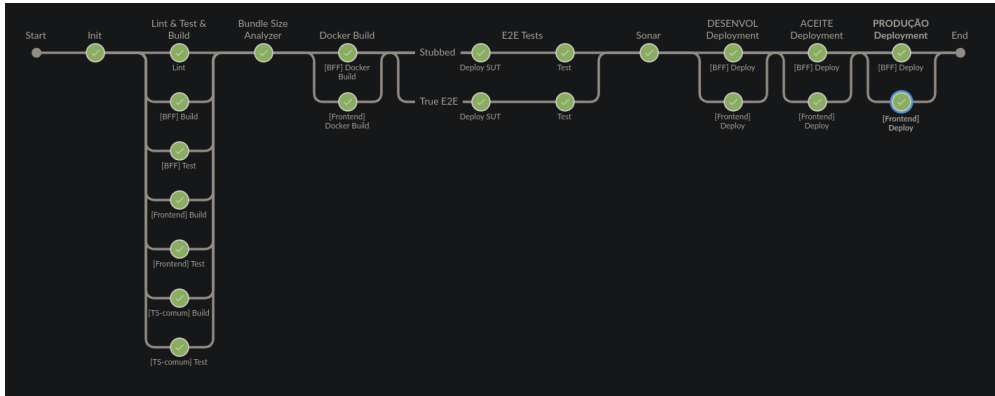 Start
Init
Lint & Test &
Build
Bundle Size
Analyzer
Docker Build
E2E Tests
Sonar
DESENVOL
Deployment
ACEITE
Deployment
PRODUÇÃO
Deployment
End
Stubbed
True E2E
Lint
[BFF] Build
[BFF] Test
[Frontend] Build
[Frontend] Test
[TS-comum] Build
[TS-comum] Test
[BFF] Docker
Build
[Frontend]
Docker Build
Deploy SUT
Test
Deploy SUT
Test
[BFF] Deploy
[Frontend]
Deploy
[BFF] Deploy
[Frontend]
Deploy
[BFF] Deploy
[Frontend]
Deploy